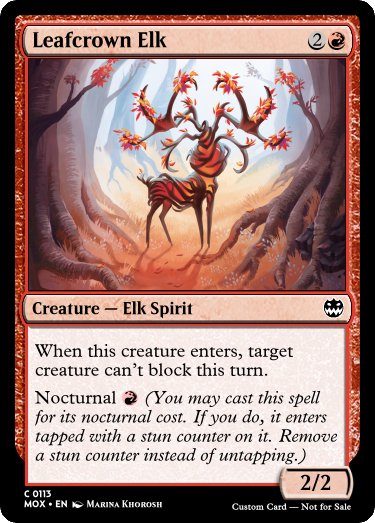 Leafcrown Elk 2
Creature — Elk Spirit
When this creature enters, target
creature can't block this turn.
Nocturnal (You may cast this spell
for its nocturnal cost. If you do, it enters
tapped with a stun counter on it. Remove
a stun counter instead of untapping.)
2/2
C 0113
MOX • EN Marina Khorosh
Custom Card — Not for Sale